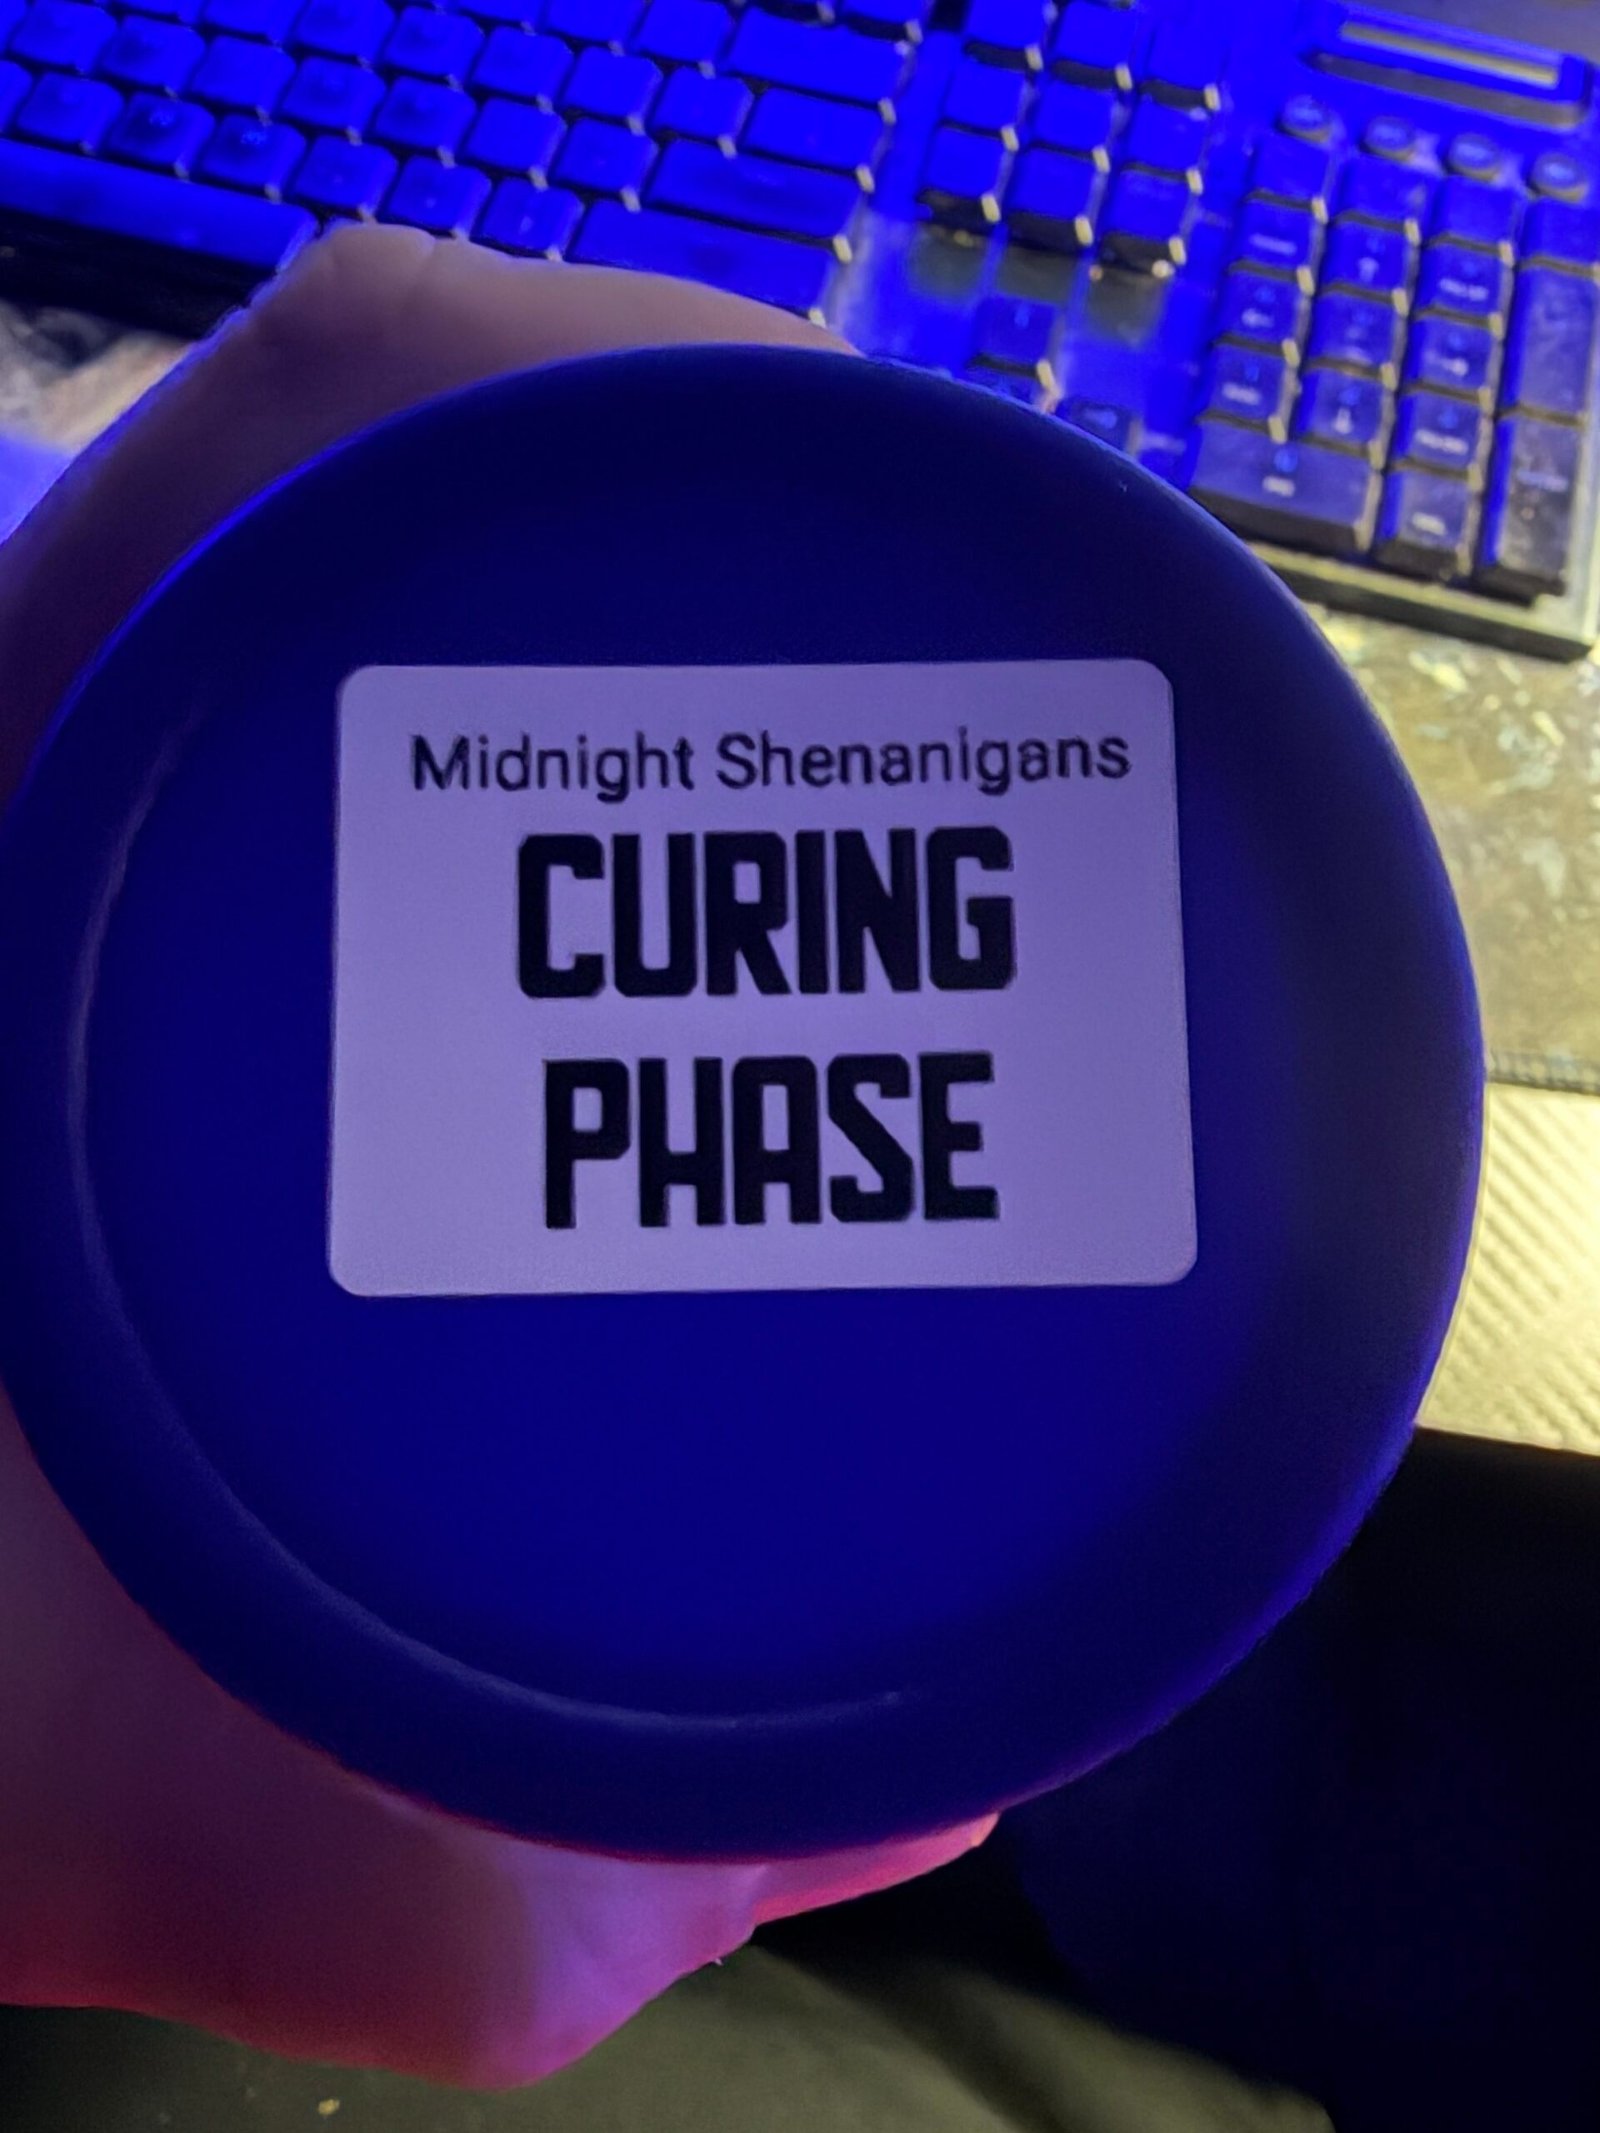 Midnight Shenanigans
CURING
PHASE